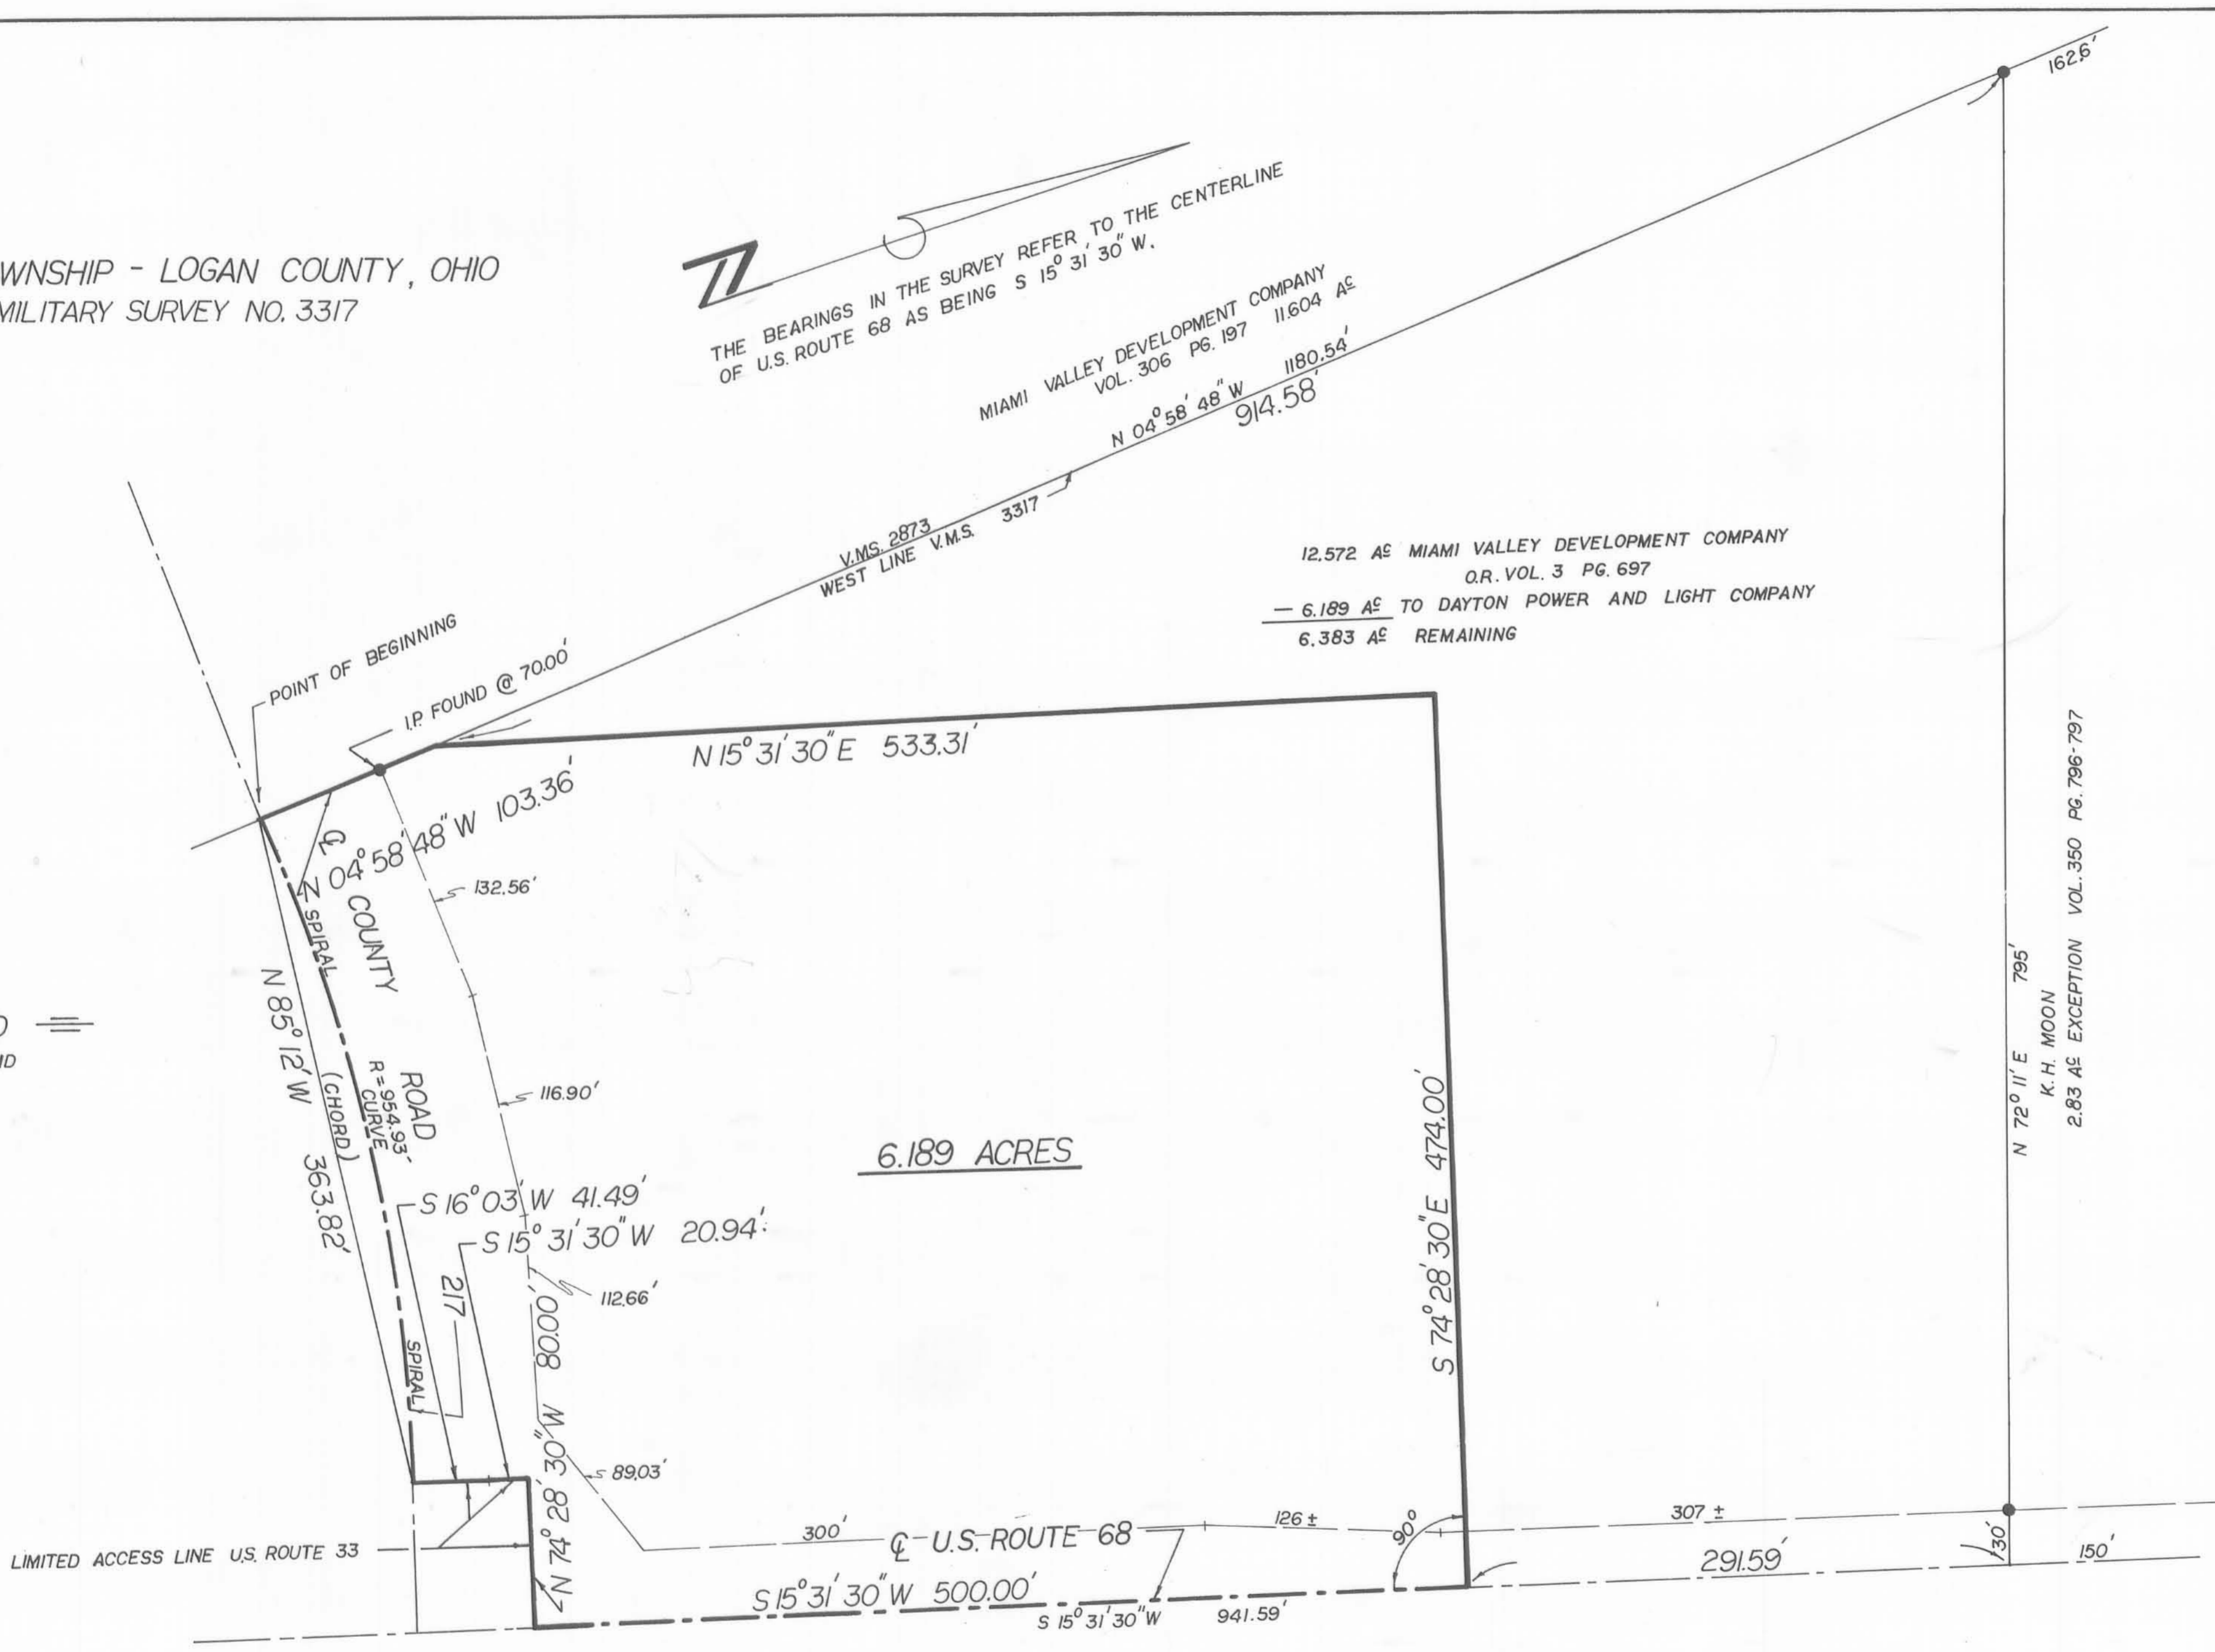 WNSHIP - LOGAN COUNTY, OHIO
MILITARY SURVEY NO. 3317
162.6'
THE BEARINGS IN THE SURVEY REFER TO THE CENTERLINE
OF U.S. ROUTE 68 AS BEING S 15° 31' 30" W.
MIAMI VALLEY DEVELOPMENT COMPANY
VOL. 306 PG. 197 11.604 AC
N 04° 58' 48" W 1180.54'
914.58'
V.M.S. 2873
WEST LINE V.M.S. 3317
12.572 AC MIAMI VALLEY DEVELOPMENT COMPANY
O.R. VOL. 3 PG. 697
— 6.189 AC TO DAYTON POWER AND LIGHT COMPANY
6.383 AC REMAINING
POINT OF BEGINNING
I.P. FOUND @ 70.00'
N 15° 31' 30" E 533.31'
N 04° 58' 48" W 103.36'
132.56'
116.90'
112.66'
89.03'
℄ COUNTY ROAD 217
SPIRAL
R=954.93'
CURVE
SPIRAL
N 85° 12' W 363.82'
(CHORD)
S 16° 03' W 41.49'
S 15° 31' 30" W 20.94'
6.189 ACRES
S 74° 28' 30" E 474.00'
N 72° 11' E 795'
K. H. MOON
2.83 AC EXCEPTION VOL. 350 PG. 796-797
N 74° 28' 30" W 80.00'
LIMITED ACCESS LINE U.S. ROUTE 33
300'
℄ U.S. ROUTE 68
126 ±
90°
307 ±
291.59'
130'
150'
S 15° 31' 30" W 500.00'
S 15° 31' 30" W 941.59'